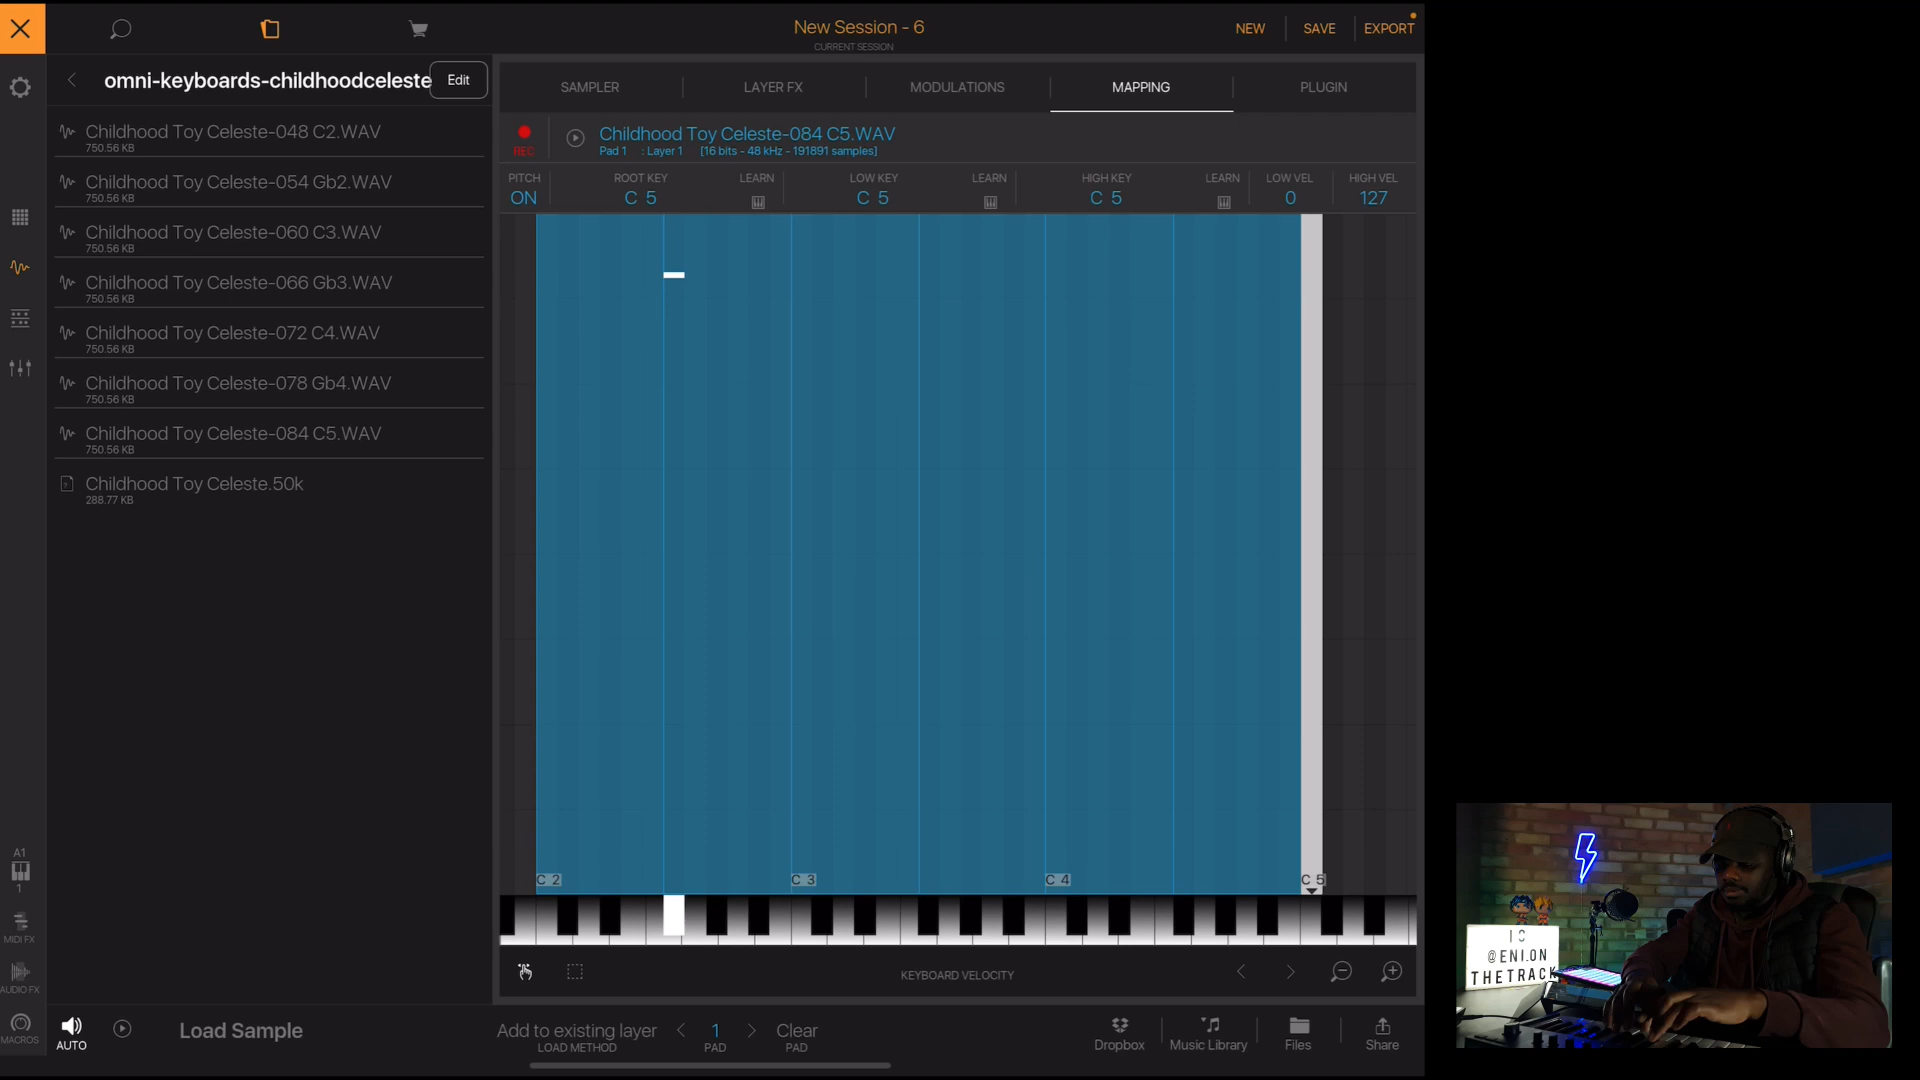 New Session - 6
CURRENT SESSION
NEW
SAVE
EXPORT
omni-keyboards-childhoodceleste
Edit
Childhood Toy Celeste-048 C2.WAV
750.56 KB
Childhood Toy Celeste-054 Gb2.WAV
750.56 KB
Childhood Toy Celeste-060 C3.WAV
750.56 KB
Childhood Toy Celeste-066 Gb3.WAV
750.56 KB
Childhood Toy Celeste-072 C4.WAV
750.56 KB
Childhood Toy Celeste-078 Gb4.WAV
750.56 KB
Childhood Toy Celeste-084 C5.WAV
750.56 KB
Childhood Toy Celeste.50k
288.77 KB
SAMPLER
LAYER FX
MODULATIONS
MAPPING
PLUGIN
REC
Childhood Toy Celeste-084 C5.WAV
Pad 1 : Layer 1 [16 bits - 48 kHz - 191891 samples]
PITCH
ON
ROOT KEY
C 5
LEARN
LOW KEY
C 5
LEARN
HIGH KEY
C 5
LEARN
LOW VEL
0
HIGH VEL
127
C 2
C 3
C 4
C 5
KEYBOARD VELOCITY
A1
1
MIDI FX
AUDIO FX
MACROS
AUTO
Load Sample
Add to existing layer
LOAD METHOD
1
PAD
Clear
PAD
Dropbox
Music Library
Files
Share
IS
@ENI.ON
THETRACK